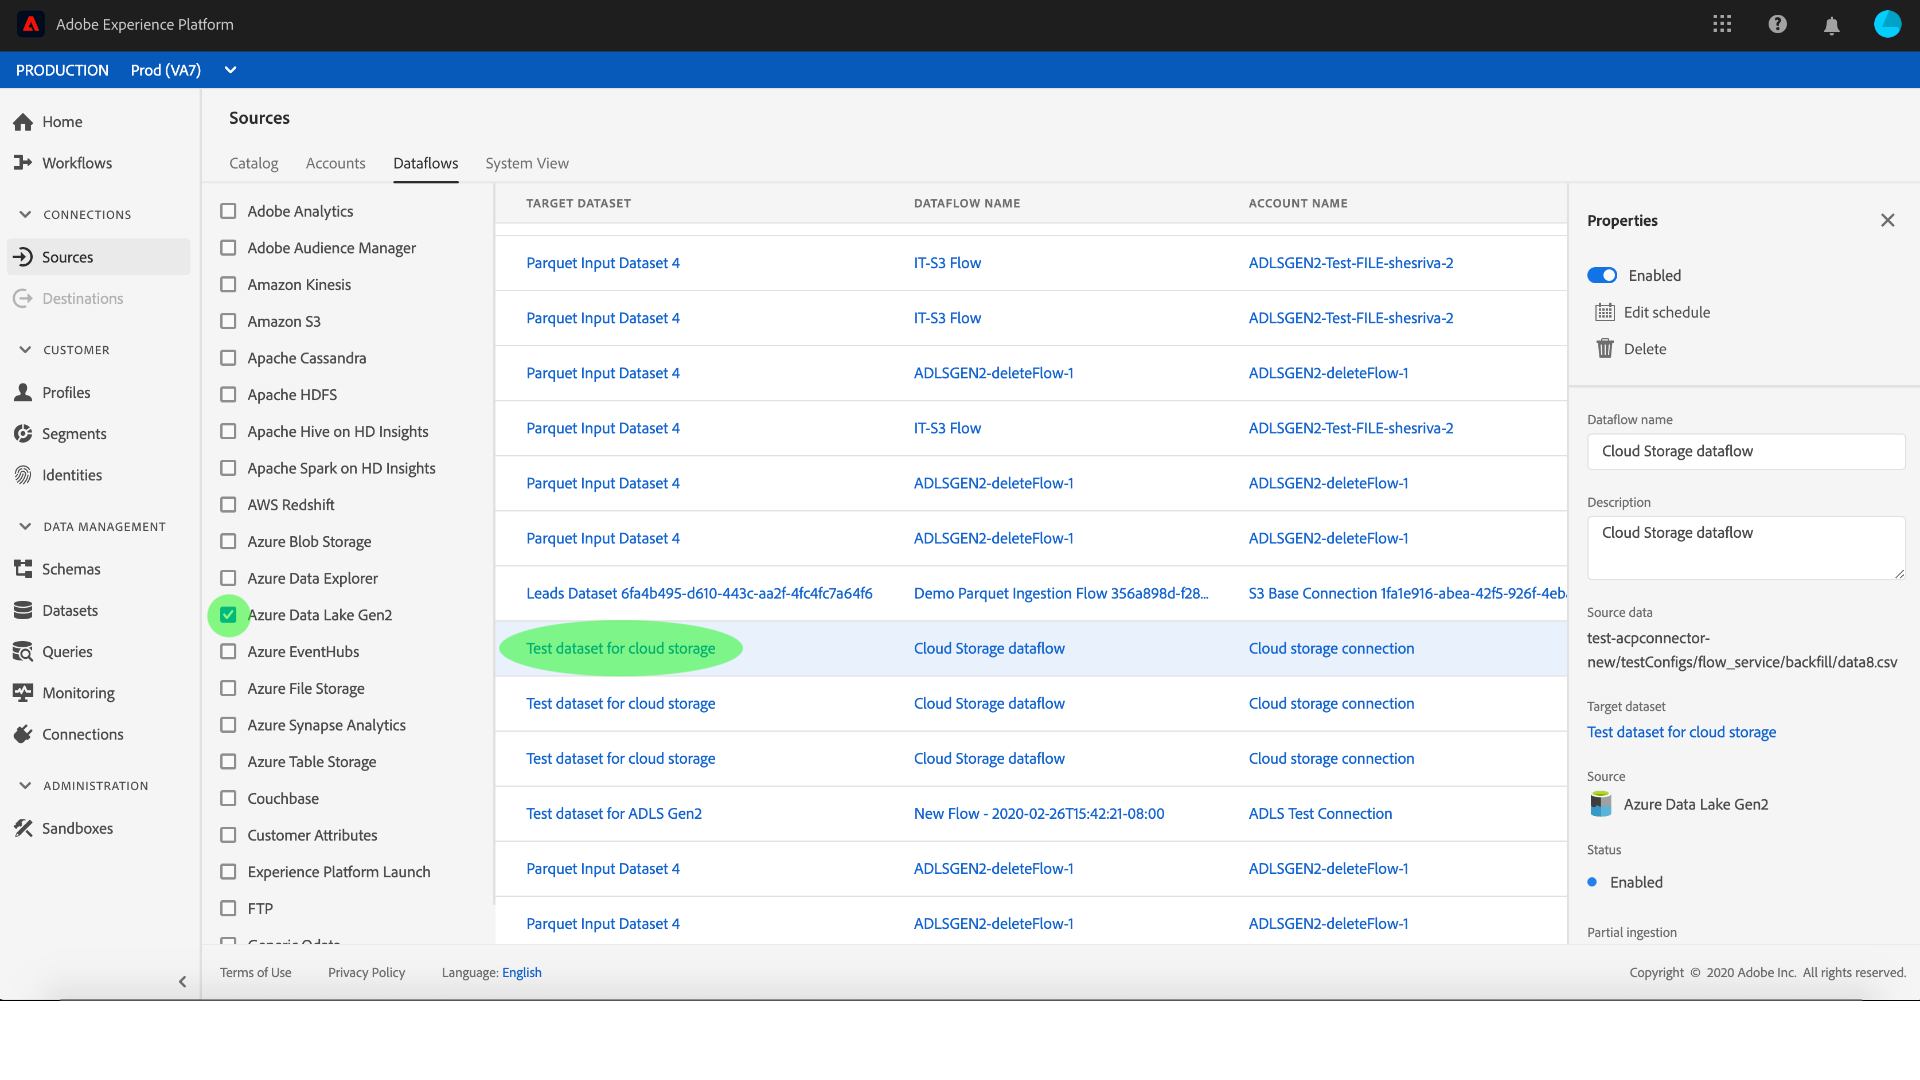 Adobe Experience Platform
PRODUCTION Prod (VA7)
Home
Workflows
CONNECTIONS
Sources
Destinations
CUSTOMER
Profiles
Segments
Identities
DATA MANAGEMENT
Schemas
Datasets
Queries
Monitoring
Connections
ADMINISTRATION
Sandboxes
Sources
Catalog Accounts Dataflows System View
Adobe Analytics
Adobe Audience Manager
Amazon Kinesis
Amazon S3
Apache Cassandra
Apache HDFS
Apache Hive on HD Insights
Apache Spark on HD Insights
AWS Redshift
Azure Blob Storage
Azure Data Explorer
Azure Data Lake Gen2
Azure EventHubs
Azure File Storage
Azure Synapse Analytics
Azure Table Storage
Couchbase
Customer Attributes
Experience Platform Launch
FTP
TARGET DATASET DATAFLOW NAME ACCOUNT NAME
Parquet Input Dataset 4 IT-S3 Flow ADLSGEN2-Test-FILE-shesriva-2
Parquet Input Dataset 4 IT-S3 Flow ADLSGEN2-Test-FILE-shesriva-2
Parquet Input Dataset 4 ADLSGEN2-deleteFlow-1 ADLSGEN2-deleteFlow-1
Parquet Input Dataset 4 IT-S3 Flow ADLSGEN2-Test-FILE-shesriva-2
Parquet Input Dataset 4 ADLSGEN2-deleteFlow-1 ADLSGEN2-deleteFlow-1
Parquet Input Dataset 4 ADLSGEN2-deleteFlow-1 ADLSGEN2-deleteFlow-1
Leads Dataset 6fa4b495-d610-443c-aa2f-4fc4fc7a64f6 Demo Parquet Ingestion Flow 356a898d-f28... S3 Base Connection 1fa1e916-abea-42f5-926f-4eb
Test dataset for cloud storage Cloud Storage dataflow Cloud storage connection
Test dataset for cloud storage Cloud Storage dataflow Cloud storage connection
Test dataset for cloud storage Cloud Storage dataflow Cloud storage connection
Test dataset for ADLS Gen2 New Flow - 2020-02-26T15:42:21-08:00 ADLS Test Connection
Parquet Input Dataset 4 ADLSGEN2-deleteFlow-1 ADLSGEN2-deleteFlow-1
Parquet Input Dataset 4 ADLSGEN2-deleteFlow-1 ADLSGEN2-deleteFlow-1
Properties
Enabled
Edit schedule
Delete
Dataflow name
Cloud Storage dataflow
Description
Cloud Storage dataflow
Source data
test-acpconnector-
new/testConfigs/flow_service/backfill/data8.csv
Target dataset
Test dataset for cloud storage
Source
Azure Data Lake Gen2
Status
Enabled
Partial ingestion
Terms of Use Privacy Policy Language: English Copyright © 2020 Adobe Inc. All rights reserved.